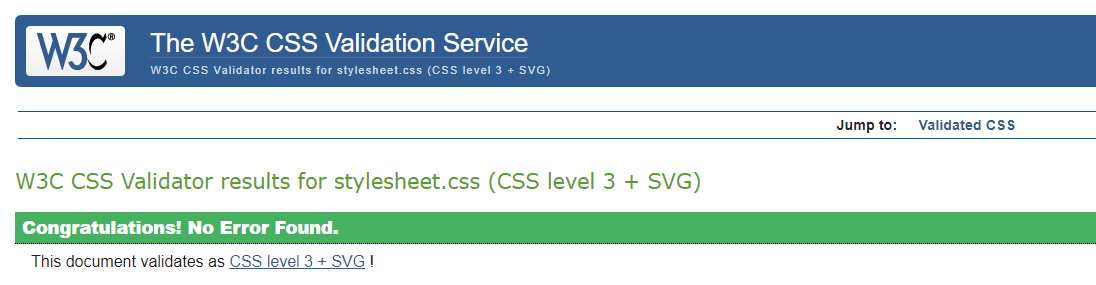 W3C®
The W3C CSS Validation Service
W3C CSS Validator results for stylesheet.css (CSS level 3 + SVG)
Jump to: Validated CSS
W3C CSS Validator results for stylesheet.css (CSS level 3 + SVG)
Congratulations! No Error Found.
This document validates as CSS level 3 + SVG !